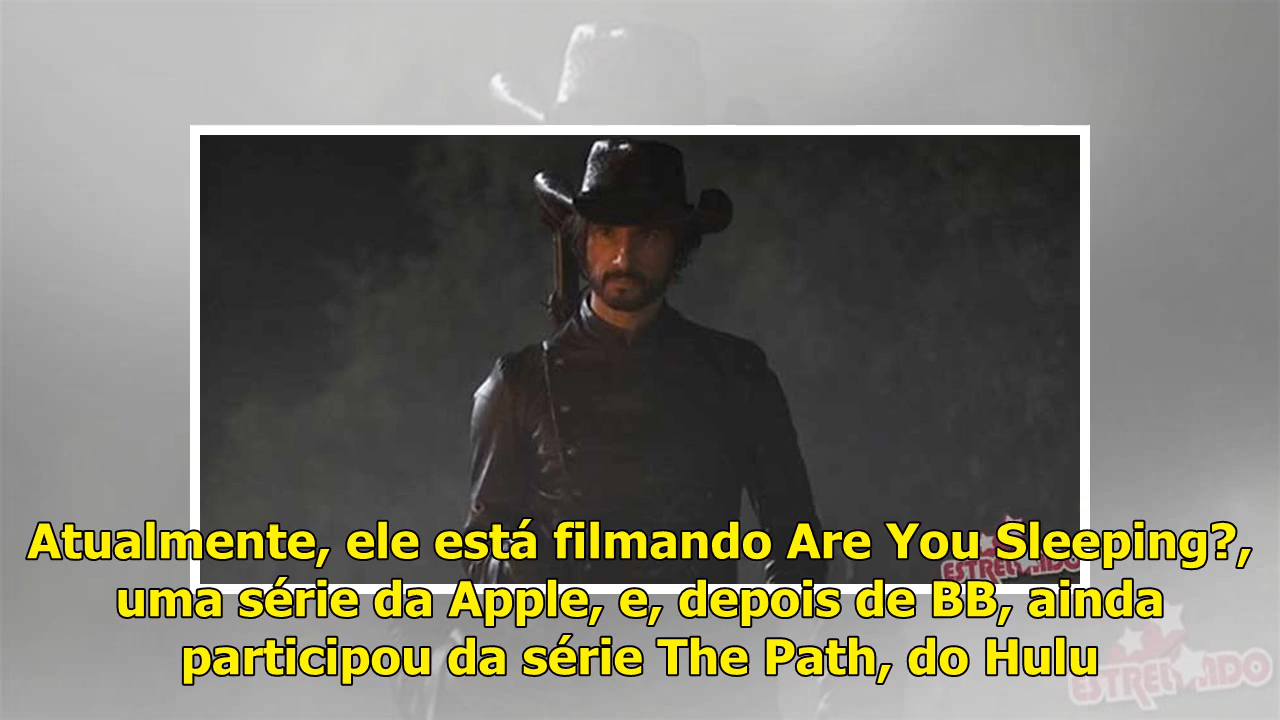 Atualmente, ele está filmando Are You Sleeping?,
uma série da Apple, e, depois de BB, ainda
participou da série The Path, do Hulu